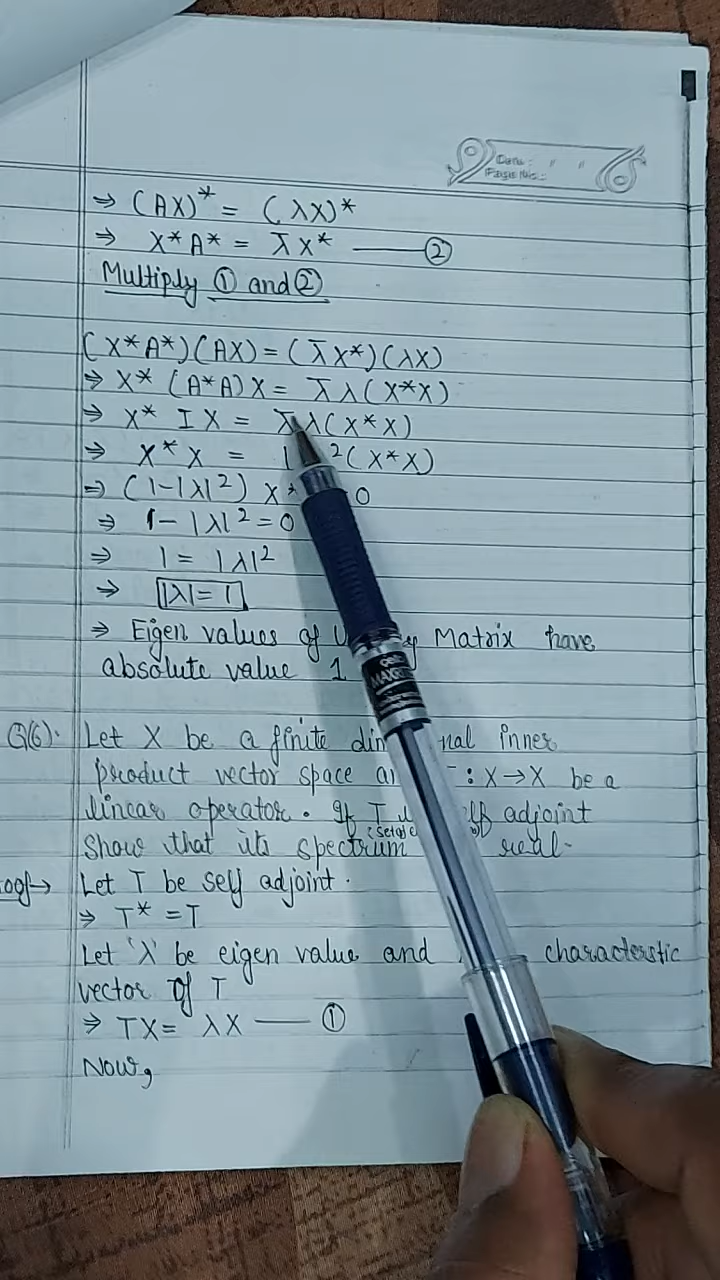 Date : " "
Page No. :
⇒ (AX)* = (λX)*
⇒ X*A* = λ̄X* —— ②
Multiply ① and ②
(X*A*)(AX) = (λ̄X*)(λX)
⇒ X* (A*A) X = λ̄λ(X*X)
⇒ X* I X = λ̄λ(X*X)
⇒ X*X = | ²(X*X)
⇒ (1-|λ|²) X* 0
⇒ 1-|λ|² = 0
⇒ 1 = |λ|²
⇒ |λ| = 1
⇒ Eigen values of Matrix have
absolute value 1
Q(6). Let X be a finite inner
product vector space : X→X be a
linear operator. If T adjoint
Show that its spectrum real.
Let T be self adjoint.
⇒ T* = T
Let 'λ' be eigen value and characterstic
vector of T
⇒ TX = λX —— ①
Now,